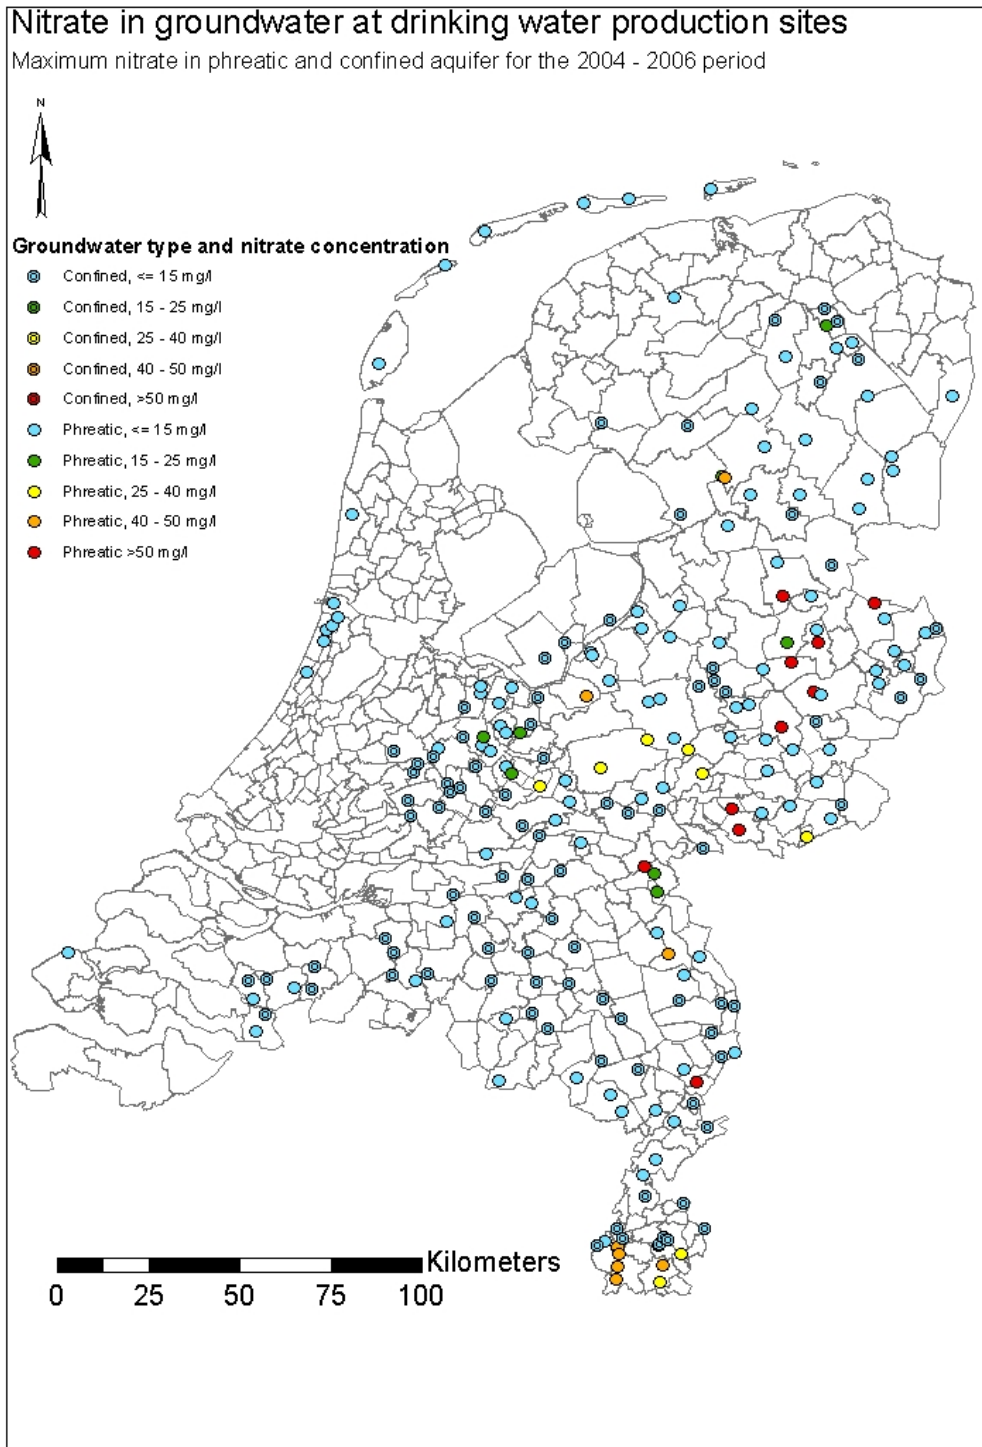 Nitrate in groundwater at drinking water production sites
Maximum nitrate in phreatic and confined aquifer for the 2004 - 2006 period
N
Groundwater type and nitrate concentration
Confined, <= 15 mg/l
Confined, 15 - 25 mg/l
Confined, 25 - 40 mg/l
Confined, 40 - 50 mg/l
Confined, >50 mg/l
Phreatic, <= 15 mg/l
Phreatic, 15 - 25 mg/l
Phreatic, 25 - 40 mg/l
Phreatic, 40 - 50 mg/l
Phreatic >50 mg/l
Kilometers
0 25 50 75 100